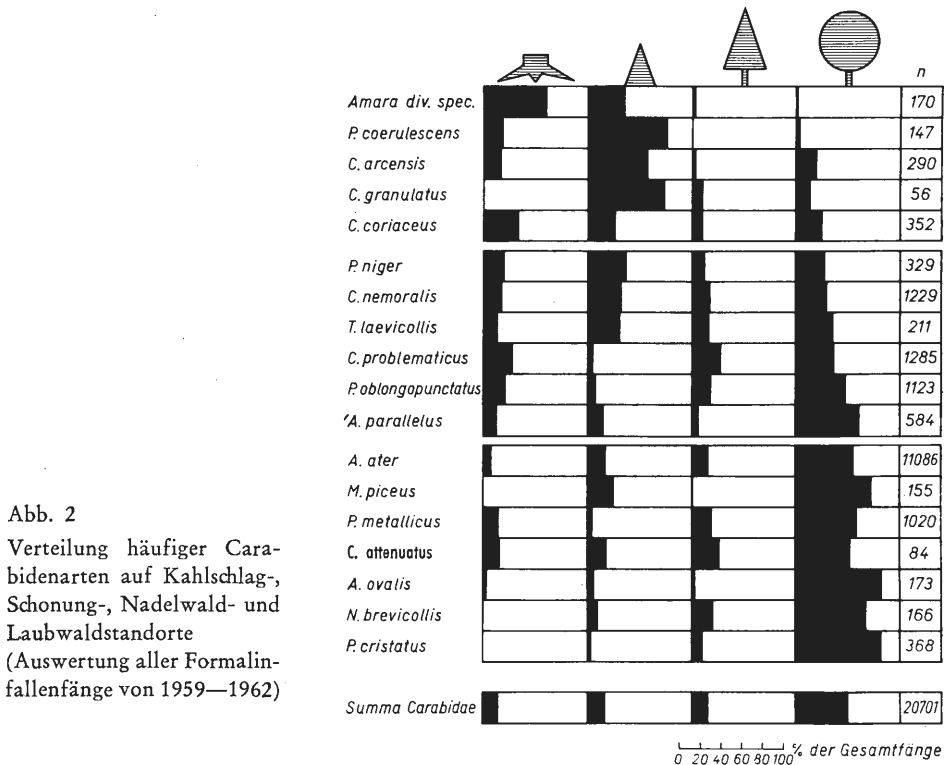 n
Amara div. spec. 170
P. coerulescens 147
C. arcensis 290
C. granulatus 56
C. coriaceus 352
P. niger 329
C. nemoralis 1229
T. laevicollis 211
C. problematicus 1285
P. oblongopunctatus 1123
A. parallelus 584
A. ater 11086
M. piceus 155
P. metallicus 1020
C. attenuatus 84
A. ovalis 173
N. brevicollis 166
P. cristatus 368
Summa Carabidae 20701
0 20 40 60 80 100 % der Gesamtfänge
Abb. 2
Verteilung häufiger Cara-
bidenarten auf Kahlschlag-,
Schonung-, Nadelwald- und
Laubwaldstandorte
(Auswertung aller Formalin-
fallenfänge von 1959—1962)